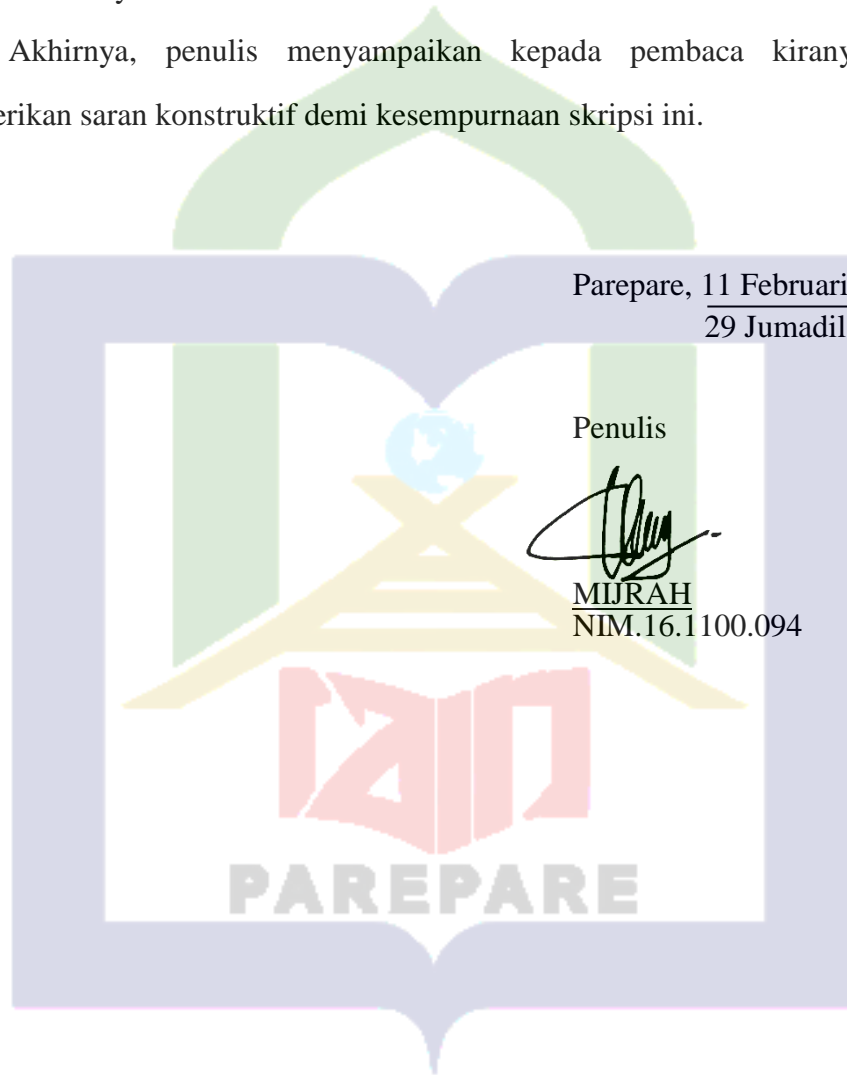 Akhirnya, penulis menyampaikan kepada pembaca kirany
erikan saran konstruktif demi kesempurnaan skripsi ini.
Parepare, 11 Februari
29 Jumadil
Penulis
MIJRAH
NIM.16.1100.094
iain
PAREPARE